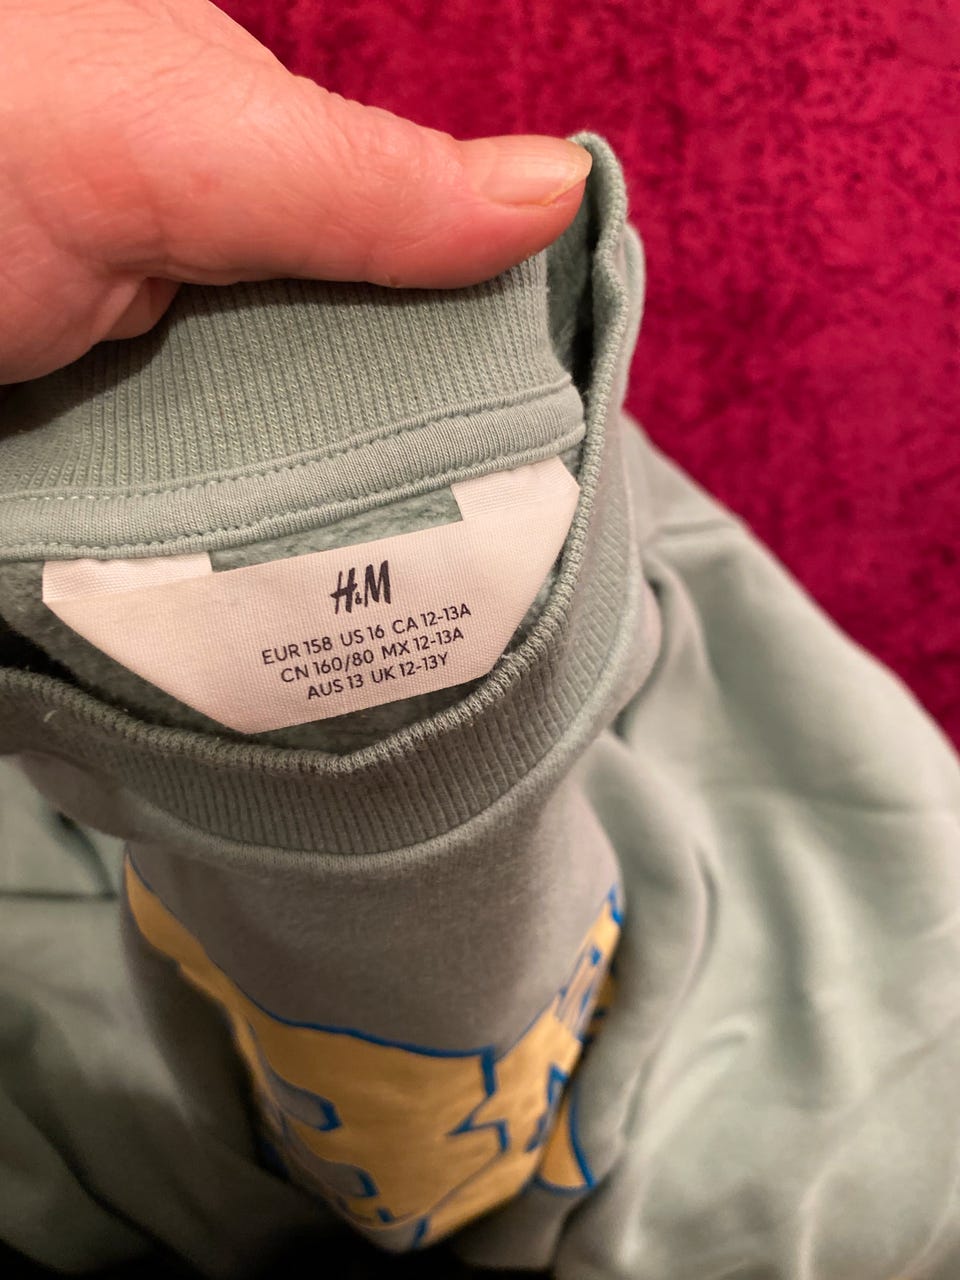 H&M
EUR 158 US 16 CA 12-13A
CN 160/80 MX 12-13A
AUS 13 UK 12-13Y